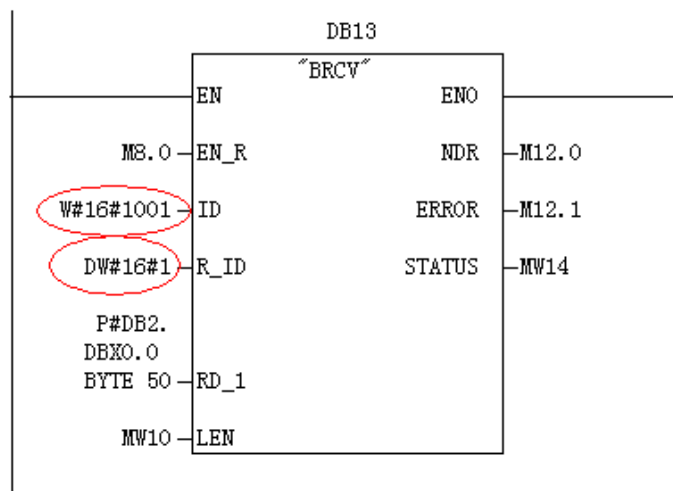 DB13
"BRCV"
EN ENO
M8.0 EN_R NDR M12.0
W#16#1001 ID ERROR M12.1
DW#16#1 R_ID STATUS MW14
P#DB2.
DBX0.0
BYTE 50 RD_1
MW10 LEN